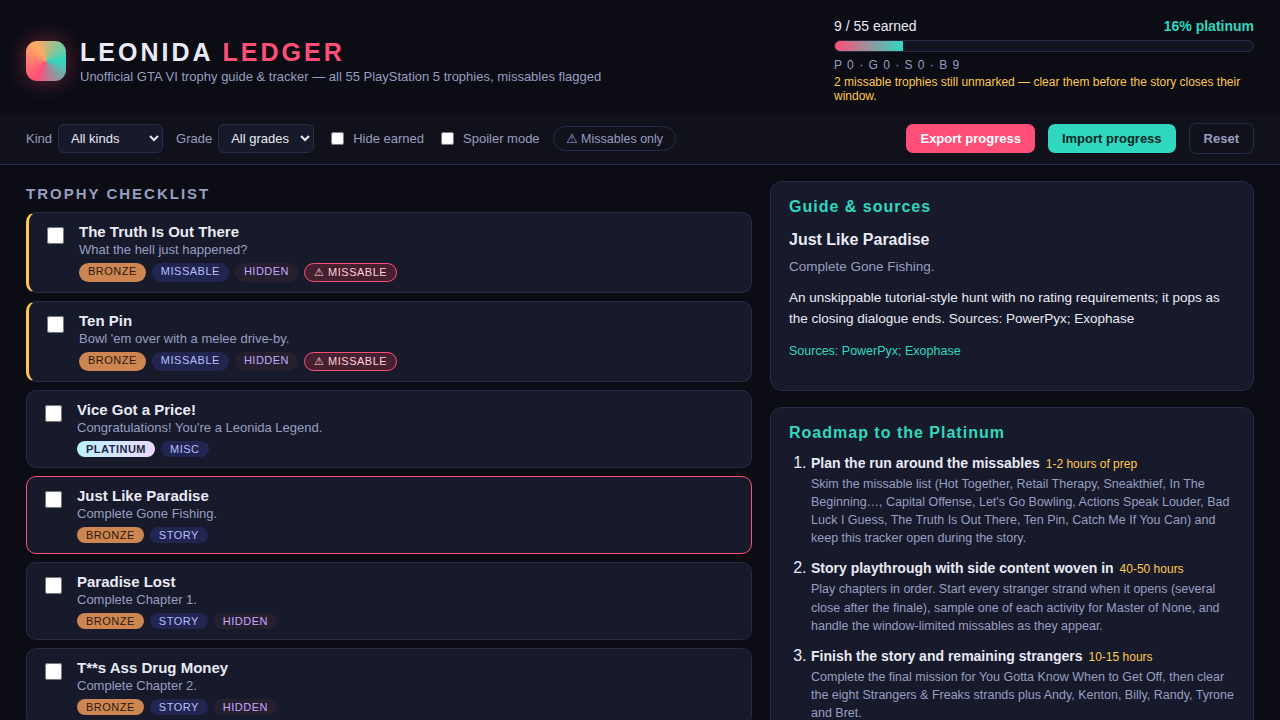 LEONIDA LEDGER
Unofficial GTA VI trophy guide & tracker — all 55 PlayStation 5 trophies, missables flagged
9 / 55 earned 16% platinum
P 0 · G 0 · S 0 · B 9
2 missable trophies still unmarked — clear them before the story closes their
window.
Kind All kinds Grade All grades Hide earned Spoiler mode ⚠ Missables only Export progress Import progress Reset
TROPHY CHECKLIST
The Truth Is Out There
What the hell just happened?
BRONZE MISSABLE HIDDEN ⚠ MISSABLE
Ten Pin
Bowl 'em over with a melee drive-by.
BRONZE MISSABLE HIDDEN ⚠ MISSABLE
Vice Got a Price!
Congratulations! You're a Leonida Legend.
PLATINUM MISC
Just Like Paradise
Complete Gone Fishing.
BRONZE STORY
Paradise Lost
Complete Chapter 1.
BRONZE STORY HIDDEN
T**s Ass Drug Money
Complete Chapter 2.
BRONZE STORY HIDDEN
Guide & sources
Just Like Paradise
Complete Gone Fishing.
An unskippable tutorial-style hunt with no rating requirements; it pops as
the closing dialogue ends. Sources: PowerPyx; Exophase
Sources: PowerPyx; Exophase
Roadmap to the Platinum
1. Plan the run around the missables 1-2 hours of prep
Skim the missable list (Hot Together, Retail Therapy, Sneakthief, In The
Beginning…, Capital Offense, Let's Go Bowling, Actions Speak Louder, Bad
Luck I Guess, The Truth Is Out There, Ten Pin, Catch Me If You Can) and
keep this tracker open during the story.
2. Story playthrough with side content woven in 40-50 hours
Play chapters in order. Start every stranger strand when it opens (several
close after the finale), sample one of each activity for Master of None, and
handle the window-limited missables as they appear.
3. Finish the story and remaining strangers 10-15 hours
Complete the final mission for You Gotta Know When to Get Off, then clear
the eight Strangers & Freaks strands plus Andy, Kenton, Billy, Randy, Tyrone
and Bret.